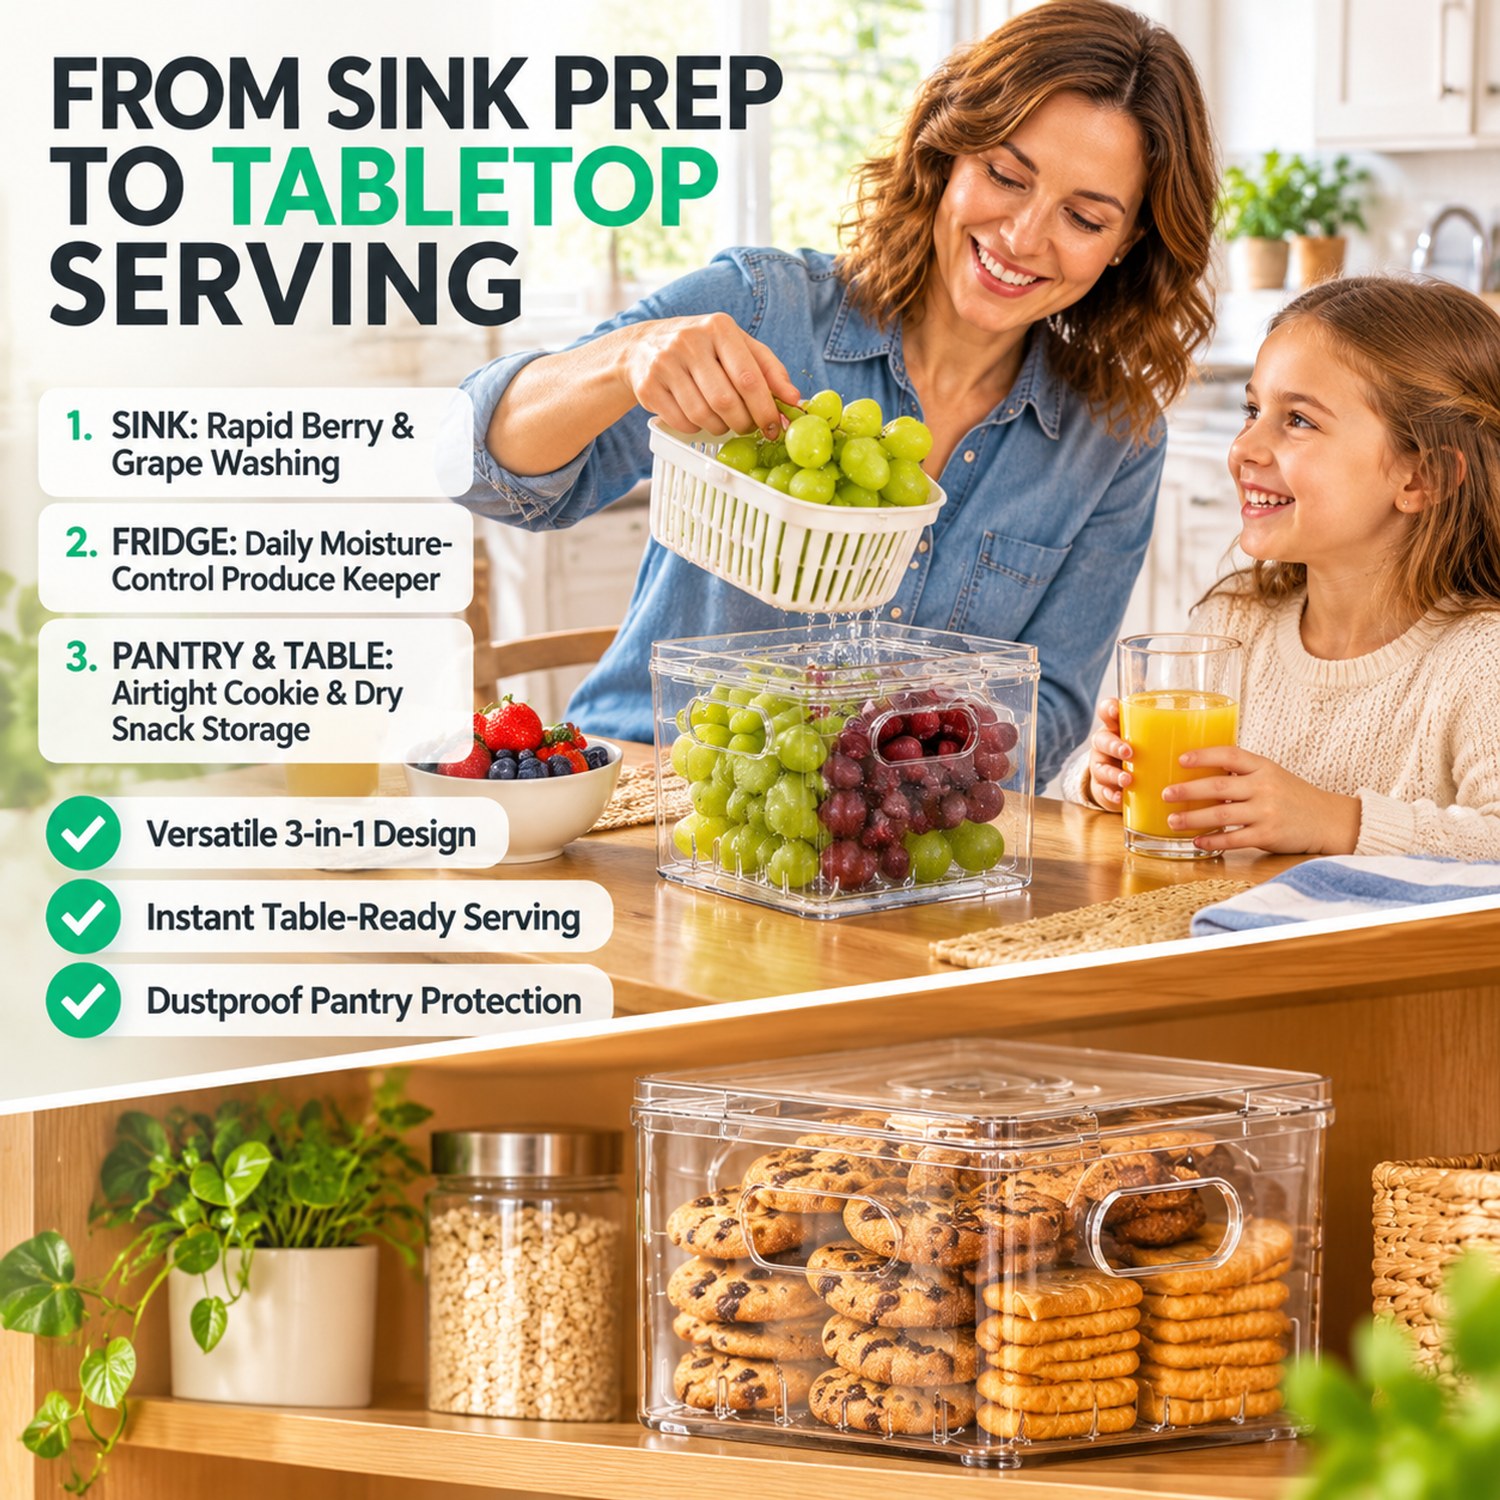 FROM SINK PREP
TO TABLETOP
SERVING
1. SINK: Rapid Berry &
Grape Washing
2. FRIDGE: Daily Moisture-
Control Produce Keeper
3. PANTRY & TABLE:
Airtight Cookie & Dry
Snack Storage
Versatile 3-in-1 Design
Instant Table-Ready Serving
Dustproof Pantry Protection